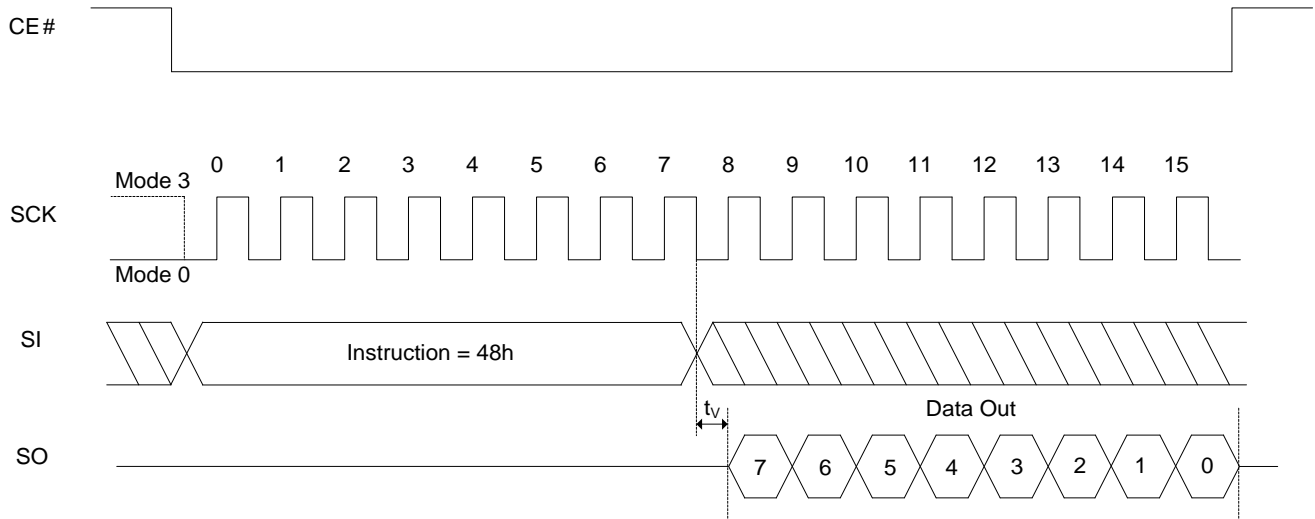 CE#
0 1 2 3 4 5 6 7 8 9 10 11 12 13 14 15
Mode 3
SCK
Mode 0
SI
Instruction = 48h
tV
Data Out
SO
7 6 5 4 3 2 1 0